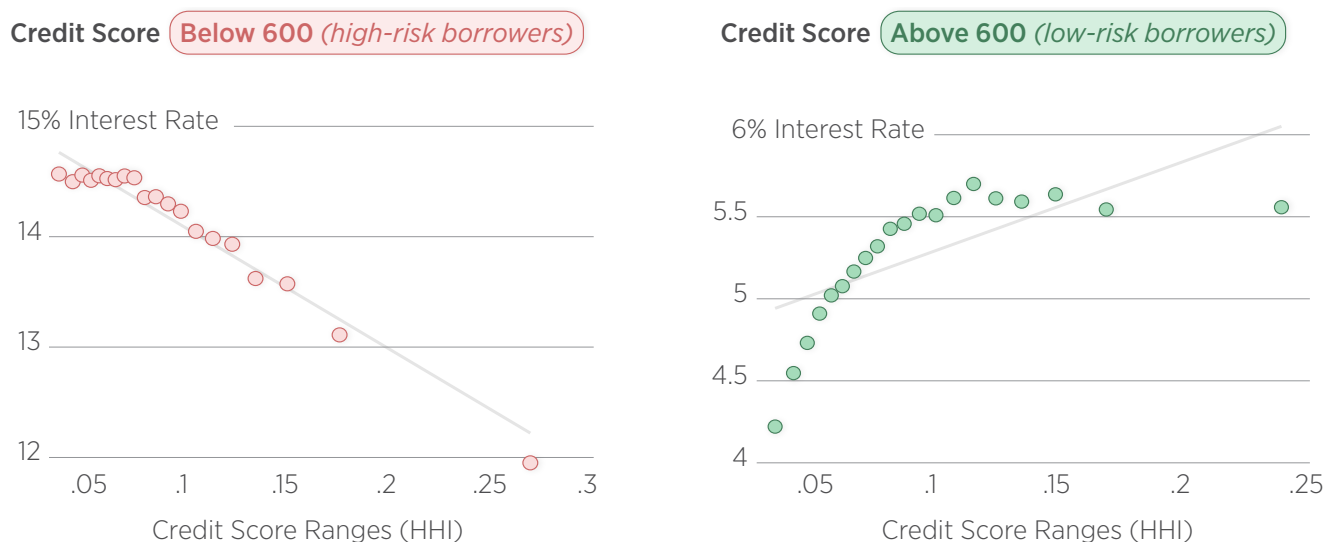 Credit Score Below 600 (high-risk borrowers)
15% Interest Rate
14
13
12
.05 .1 .15 .2 .25 .3
Credit Score Ranges (HHI)
Credit Score Above 600 (low-risk borrowers)
6% Interest Rate
5.5
5
4.5
4
.05 .1 .15 .2 .25
Credit Score Ranges (HHI)